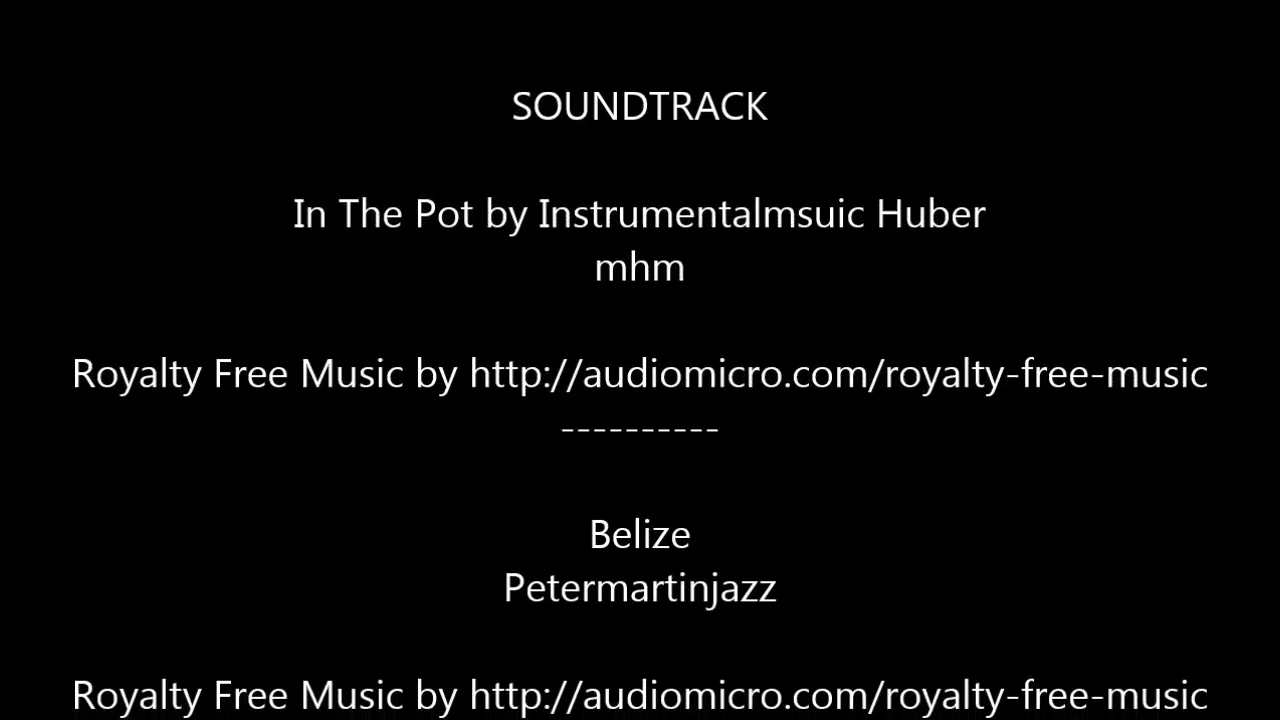 SOUNDTRACK
In The Pot by Instrumentalmsuic Huber
mhm
Royalty Free Music by http://audiomicro.com/royalty-free-music
----------
Belize
Petermartinjazz
Royalty Free Music by http://audiomicro.com/royalty-free-music